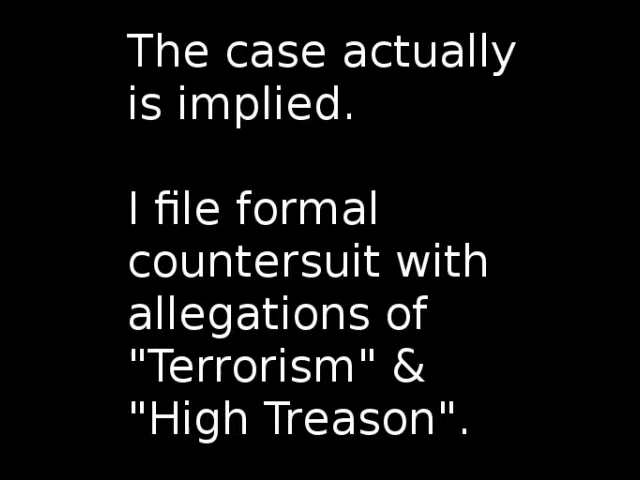 The case actually
is implied.
I file formal
countersuit with
allegations of
"Terrorism" &
"High Treason".